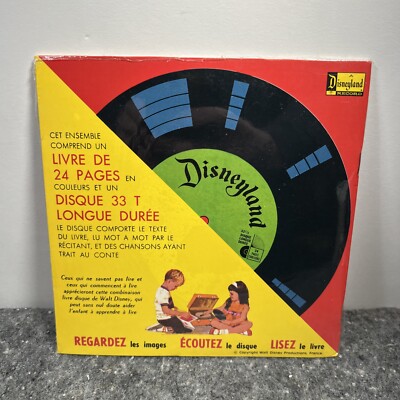 Disneyland
RECORD
CET ENSEMBLE
COMPREND UN
LIVRE DE
24 PAGES EN
COULEURS ET UN
DISQUE 33 T
LONGUE DURÉE
LE DISQUE COMPORTE LE TEXTE
DU LIVRE, LU MOT A MOT PAR LE
RÉCITANT, ET DES CHANSONS AYANT
TRAIT AU CONTE
Disneyland
Ceux qui ne savent pas lire et
ceux qui commencent à lire
apprécieront cette combinaison
livre disque de Walt Disney, qui
peut sans nul doute aider
l'enfant à apprendre à lire
REGARDEZ les images ÉCOUTEZ le disque LISEZ le livre
© Copyright Walt Disney Productions, France